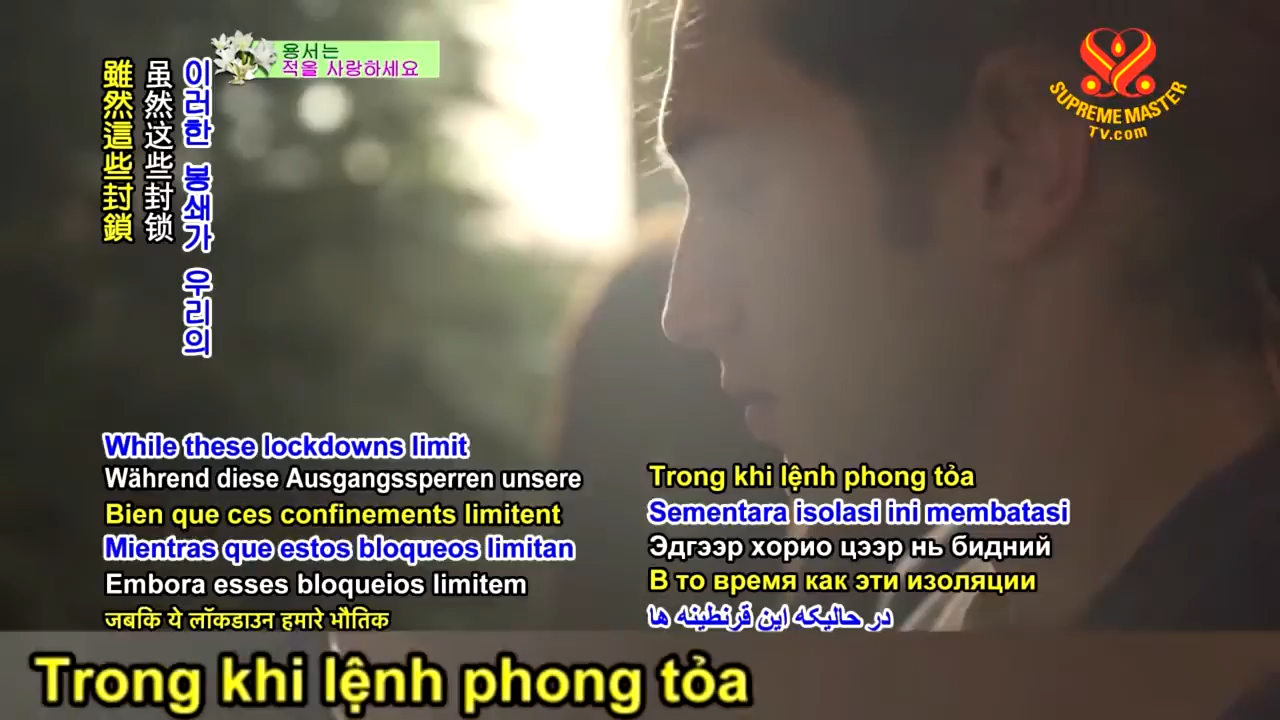 용서는
적을 사랑하세요
SUPREME MASTER
TV.com
雖然這些封鎖
虽然这些封锁
이러한 봉쇄가 우리의
While these lockdowns limit
Während diese Ausgangssperren unsere
Bien que ces confinements limitent
Mientras que estos bloqueos limitan
Embora esses bloqueios limitem
जबकि ये लॉकडाउन हमारे भौतिक
Trong khi lệnh phong tỏa
Sementara isolasi ini membatasi
Эдгээр хорио цээр нь бидний
В то время как эти изоляции
در حالیکه این قرنطینه ها
Trong khi lệnh phong tỏa